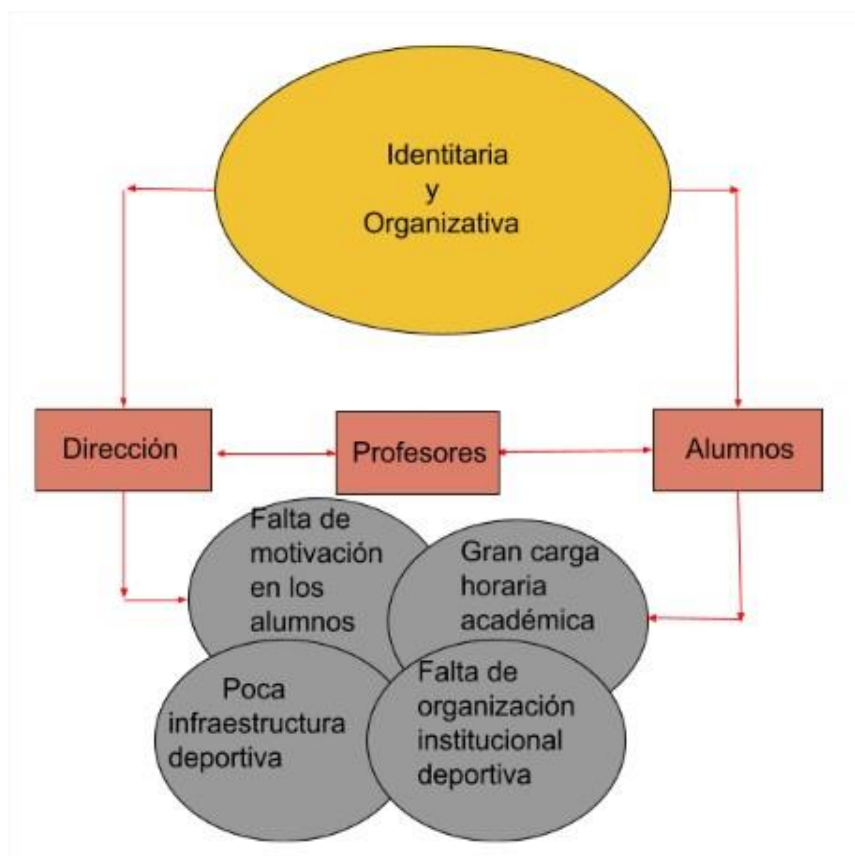 Identitaria
y
Organizativa
Dirección
Profesores
Alumnos
Falta de
motivación
en los
alumnos
Gran carga
horaria
académica
Poca
infraestructura
deportiva
Falta de
organización
institucional
deportiva